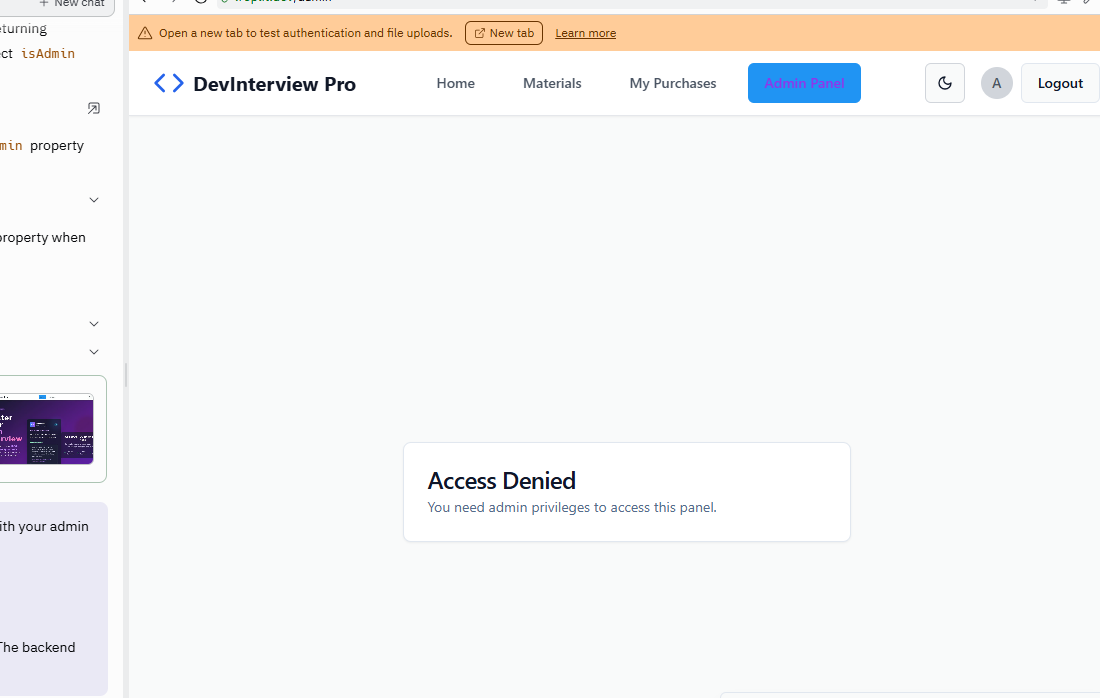 New chat
eturning
ct isAdmin
min property
property when
ith your admin
The backend
/admin
Open a new tab to test authentication and file uploads. New tab Learn more
DevInterview Pro Home Materials My Purchases Admin Panel A Logout
Access Denied
You need admin privileges to access this panel.